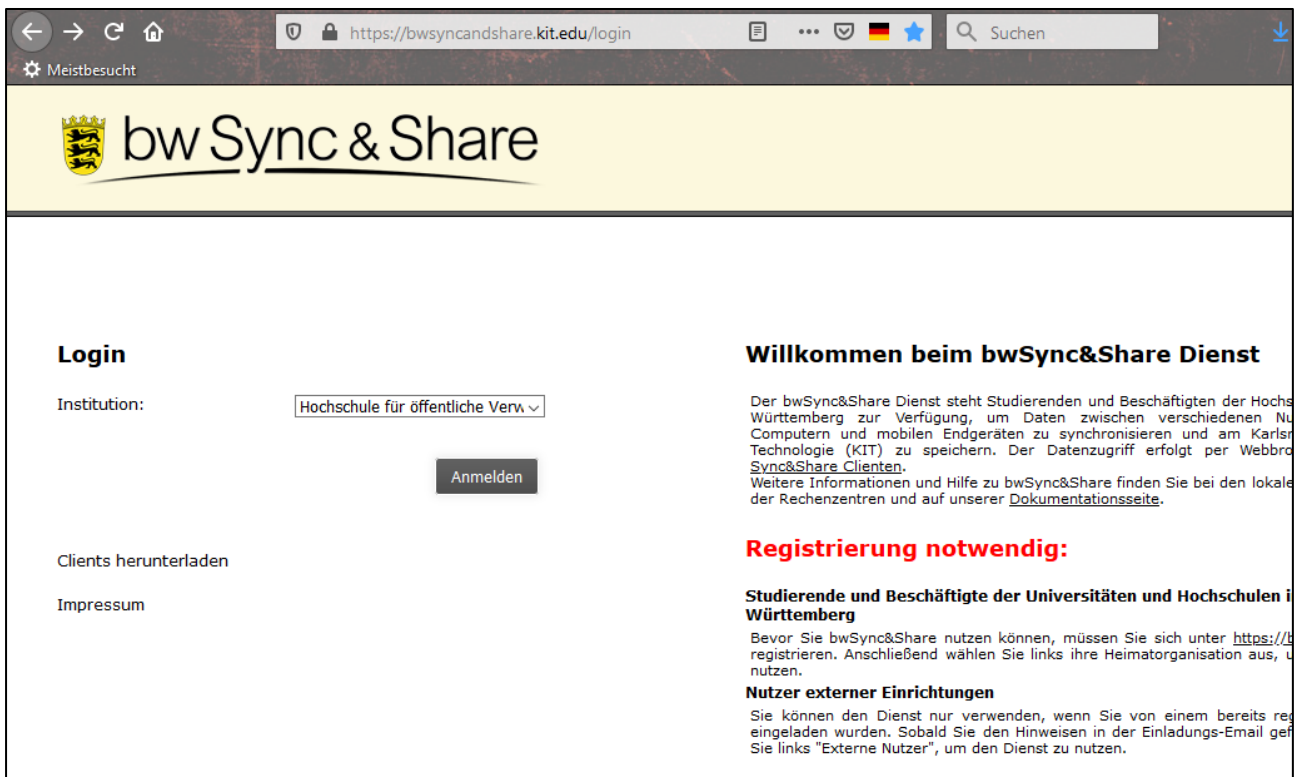 https://bwsyncandshare.kit.edu/login
Suchen
Meistbesucht
bw Sync & Share
Login
Institution:
Hochschule für öffentliche Verw
Anmelden
Clients herunterladen
Impressum
Willkommen beim bwSync&Share Dienst
Der bwSync&Share Dienst steht Studierenden und Beschäftigten der Hochs
Württemberg zur Verfügung, um Daten zwischen verschiedenen Nu
Computern und mobilen Endgeräten zu synchronisieren und am Karlsr
Technologie (KIT) zu speichern. Der Datenzugriff erfolgt per Webbro
Sync&Share Clienten.
Weitere Informationen und Hilfe zu bwSync&Share finden Sie bei den lokale
der Rechenzentren und auf unserer Dokumentationsseite.
Registrierung notwendig:
Studierende und Beschäftigte der Universitäten und Hochschulen i
Württemberg
Bevor Sie bwSync&Share nutzen können, müssen Sie sich unter https://b
registrieren. Anschließend wählen Sie links ihre Heimatorganisation aus, u
nutzen.
Nutzer externer Einrichtungen
Sie können den Dienst nur verwenden, wenn Sie von einem bereits reg
eingeladen wurden. Sobald Sie den Hinweisen in der Einladungs-Email gef
Sie links "Externe Nutzer", um den Dienst zu nutzen.